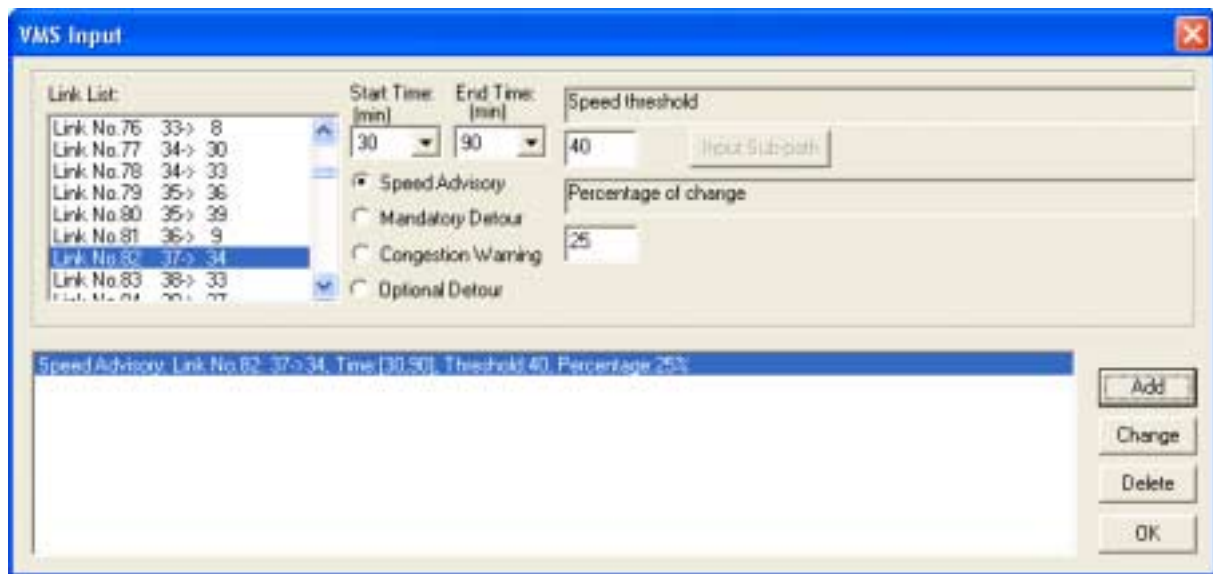 VMS Input
Link List:
Link No.76 33-> 8
Link No.77 34-> 30
Link No.78 34-> 33
Link No.79 35-> 36
Link No.80 35-> 39
Link No.81 36-> 9
Link No.82 37-> 34
Link No.83 38-> 33
Start Time: (min)
30
End Time: (min)
90
Speed Advisory
Mandatory Detour
Congestion Warning
Optional Detour
Speed threshold
40
Input Sub-path
Percentage of change
25
Speed Advisory: Link No.82 37->34, Time:[30,90], Threshold:40, Percentage:25%
Add
Change
Delete
OK